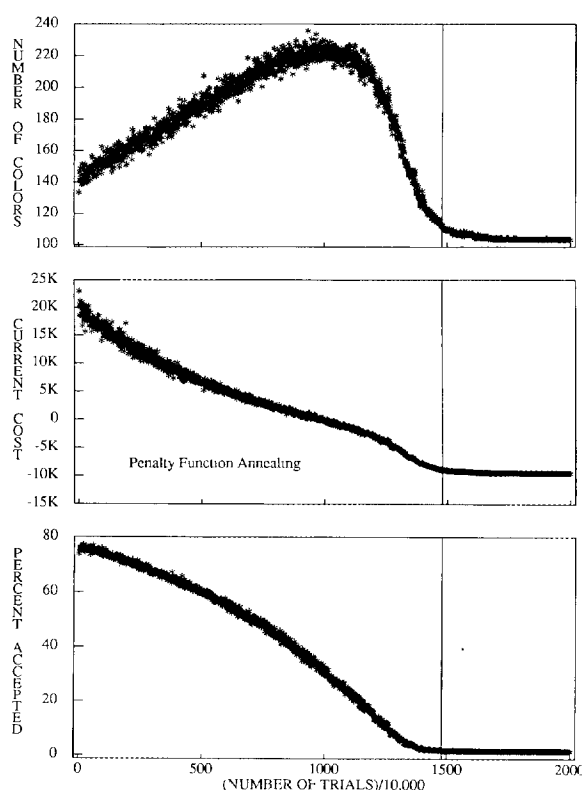 NUMBER OF COLORS
240
220
200
180
160
140
120
100
CURRENT COST
25K
20K
15K
10K
5K
0
-5K
-10K
-15K
Penalty Function Annealing
PERCENT ACCEPTED
80
60
40
20
0
0 500 1000 1500 2000
(NUMBER OF TRIALS)/10,000